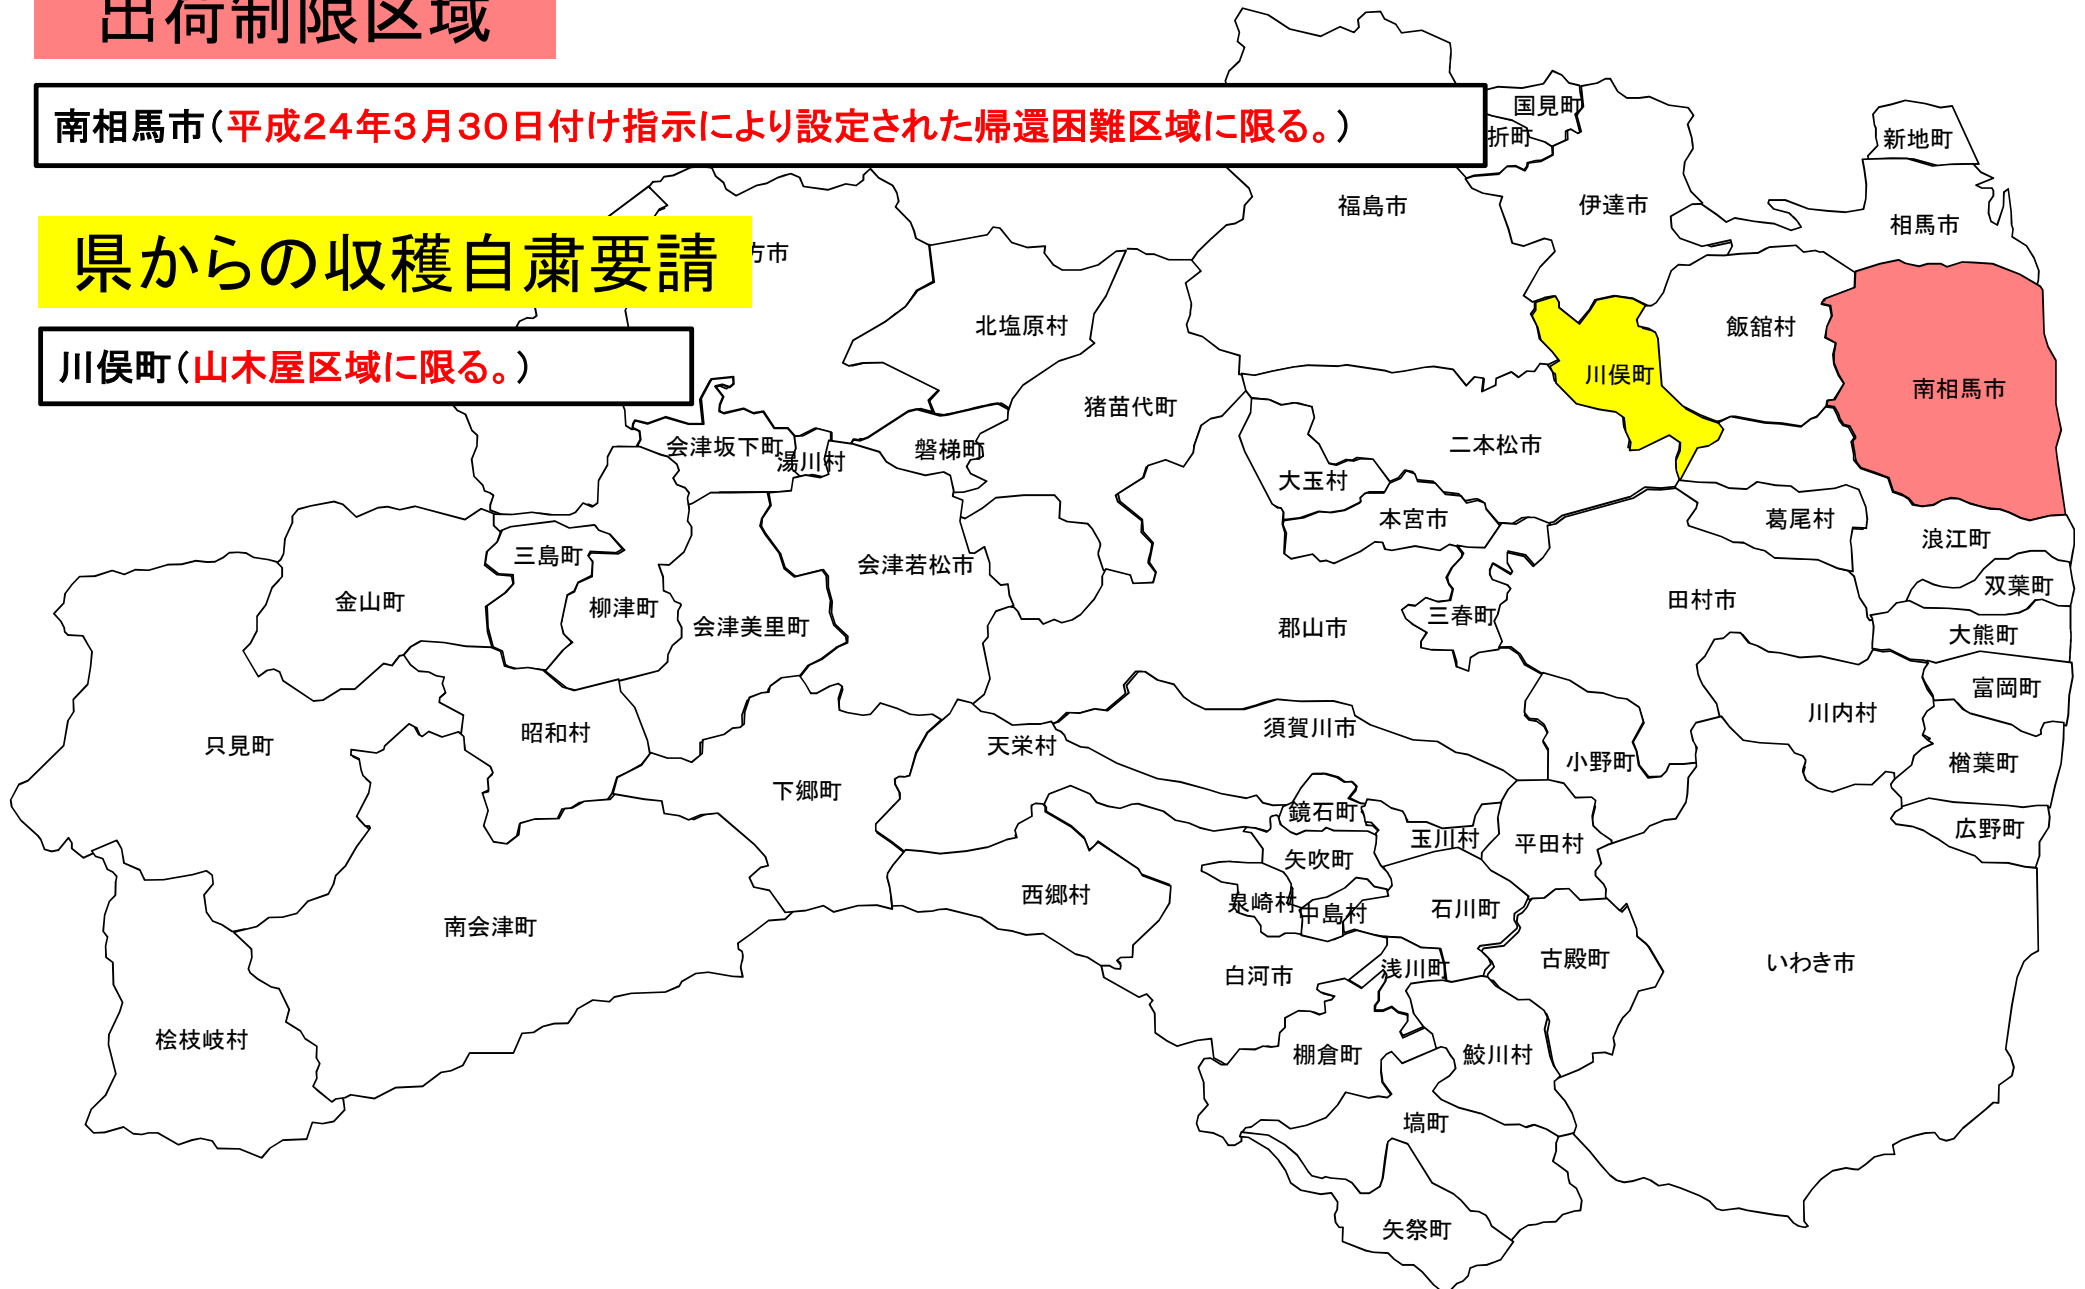 出荷制限区域
南相馬市（平成２４年３月３０日付け指示により設定された帰還困難区域に限る。）
国見町
折町
新地町
福島市
伊達市
相馬市
県からの収穫自粛要請
方市
北塩原村
飯舘村
川俣町（山木屋区域に限る。）
川俣町
南相馬市
猪苗代町
会津坂下町
湯川村
磐梯町
二本松市
大玉村
本宮市
葛尾村
浪江町
三島町
会津若松市
双葉町
金山町
柳津町
会津美里町
郡山市
三春町
田村市
大熊町
富岡町
只見町
昭和村
天栄村
須賀川市
川内村
小野町
楢葉町
下郷町
鏡石町
玉川村
平田村
広野町
矢吹町
西郷村
泉崎村
中島村
石川町
南会津町
白河市
浅川町
古殿町
いわき市
桧枝岐村
棚倉町
鮫川村
塙町
矢祭町